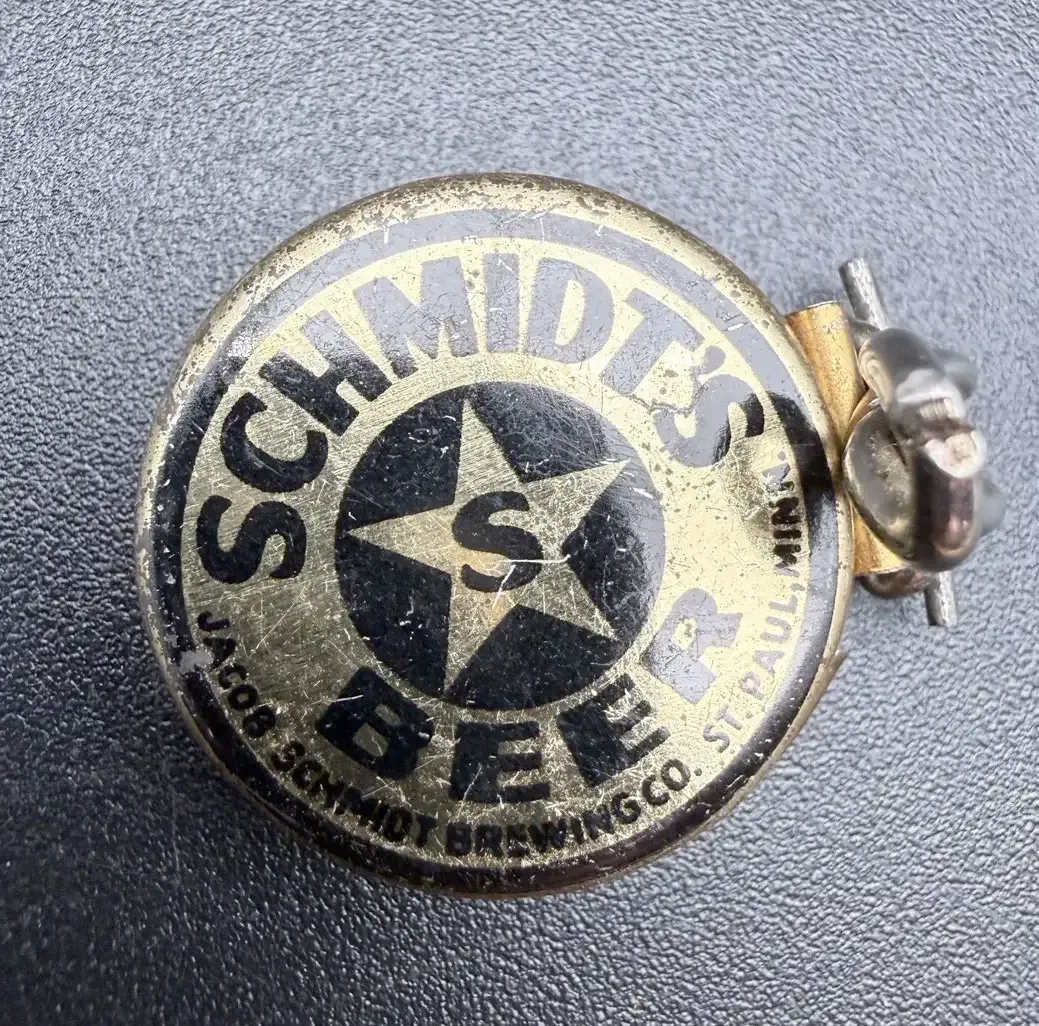 SCHMIDT'S
S
BEER
JACOB SCHMIDT BREWING CO. ST. PAUL, MINN.